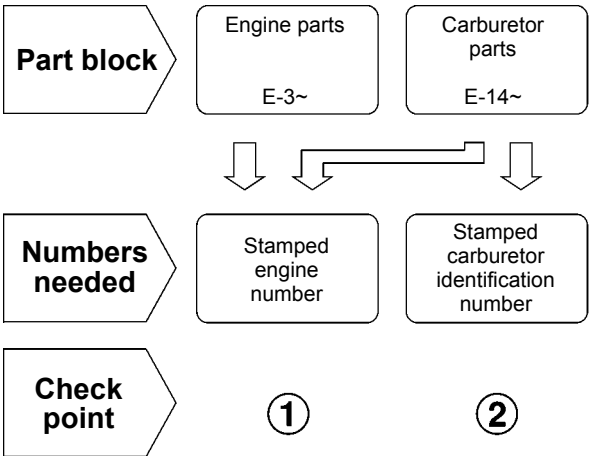 Part block
Engine parts
E-3~
Carburetor
parts
E-14~
Numbers
needed
Stamped
engine
number
Stamped
carburetor
identification
number
Check
point
①
②